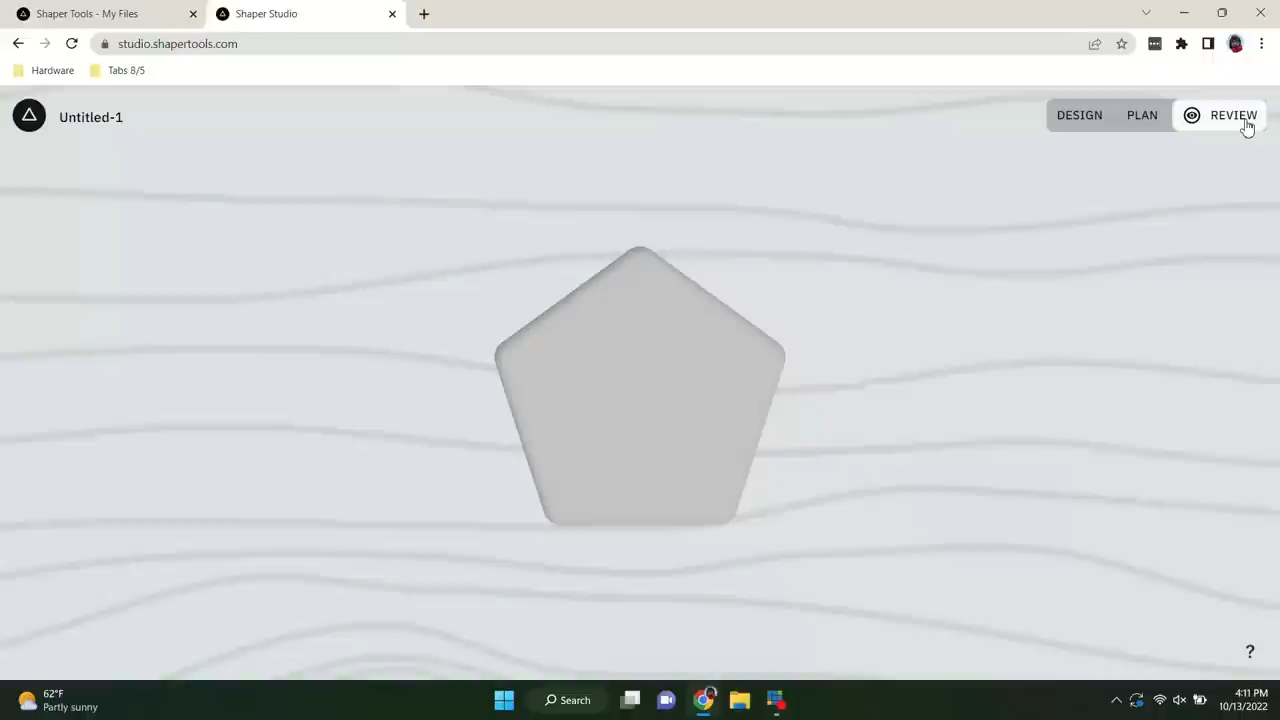 Shaper Tools - My Files
Shaper Studio
studio.shapertools.com
Hardware
Tabs 8/5
Untitled-1
DESIGN
PLAN
REVIEW
?
62°F
Partly sunny
Search
4:11 PM
10/13/2022